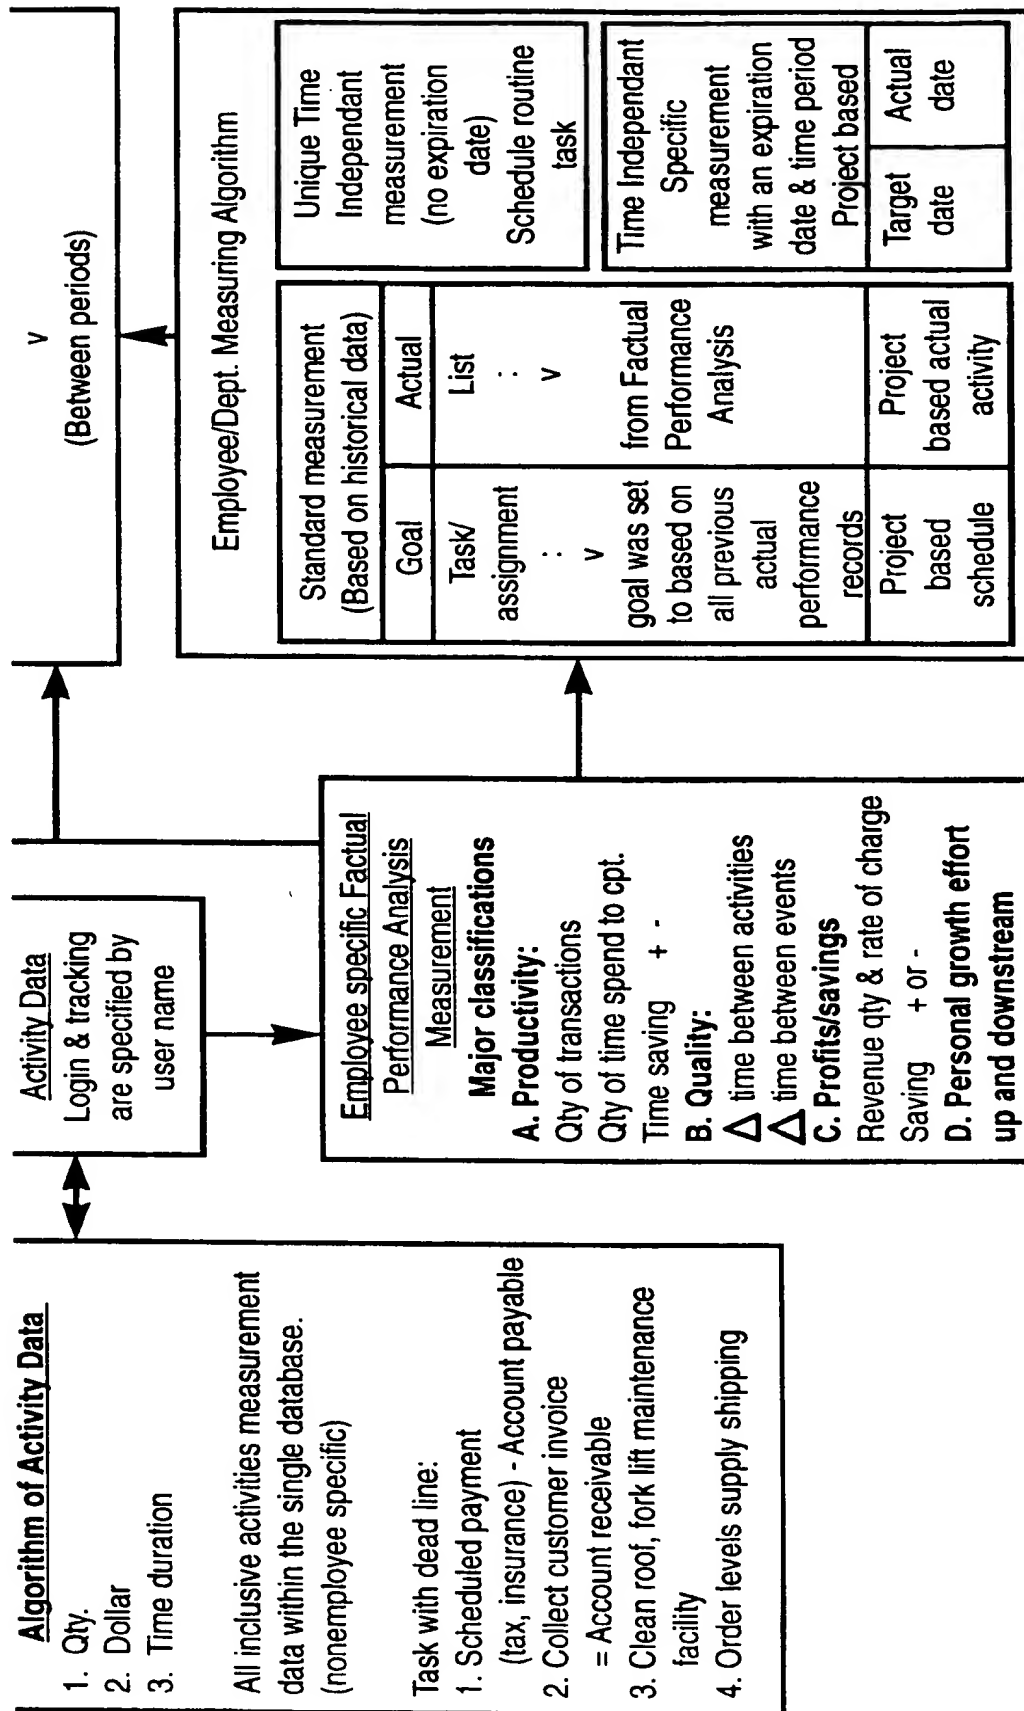 Algorithm of Activity Data
1. Qty.
2. Dollar
3. Time duration
All inclusive activities measurement
data within the single database.
(nonemployee specific)
Task with dead line:
1. Scheduled payment
(tax, insurance) - Account payable
2. Collect customer invoice
= Account receivable
3. Clean roof, fork lift maintenance
facility
4. Order levels supply shipping
Activity Data
Login & tracking
are specified by
user name
Employee specific Factual
Performance Analysis
Measurement
Major classifications
A. Productivity:
Qty of transactions
Qty of time spend to cpt.
Time saving + -
B. Quality:
Δ time between activities
Δ time between events
C. Profits/savings
Revenue qty & rate of charge
Saving + or -
D. Personal growth effort
up and downstream
v
(Between periods)
Employee/Dept. Measuring Algorithm
Standard measurement
(Based on historical data)
Goal
Actual
Task/
assignment
:
v
goal was set
to based on
all previous
actual
performance
records
List
:
v
from Factual
Performance
Analysis
Project
based
schedule
Project
based actual
activity
Unique Time
Independant
measurement
(no expiration
date)
Schedule routine
task
Time Independant
Specific
measurement
with an expiration
date & time period
Project based
Target
date
Actual
date